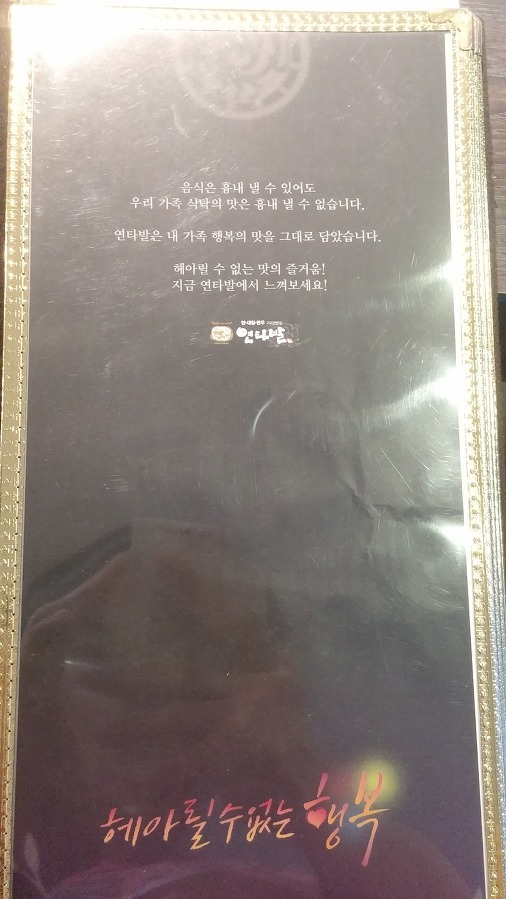 음식은 흉내 낼 수 있어도
우리 가족 식탁의 맛은 흉내 낼 수 없습니다.
연타발은 내 가족 행복의 맛을 그대로 담았습니다.
헤아릴 수 없는 맛의 즐거움!
지금 연타발에서 느껴보세요!
연타발
헤아릴 수 없는 행복